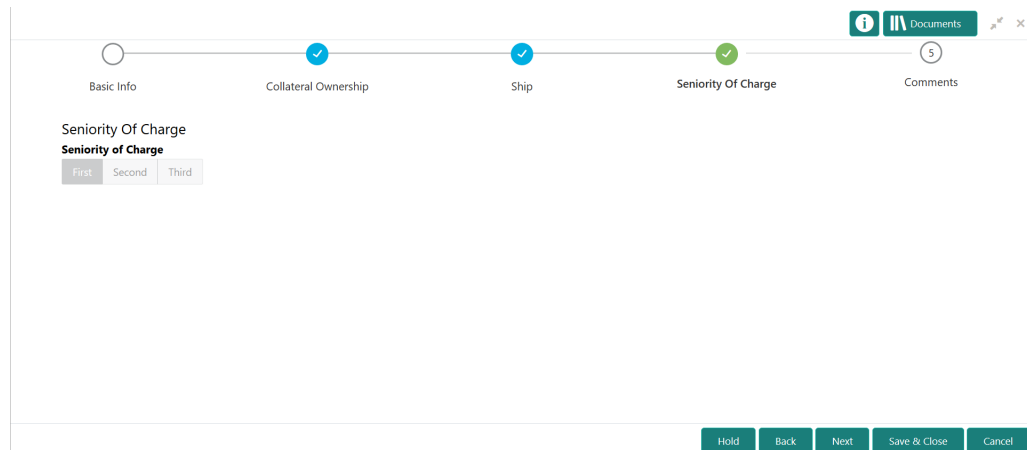 Documents
5
Basic Info
Collateral Ownership
Ship
Seniority Of Charge
Comments
Seniority Of Charge
Seniority of Charge
First Second Third
Hold Back Next Save & Close Cancel